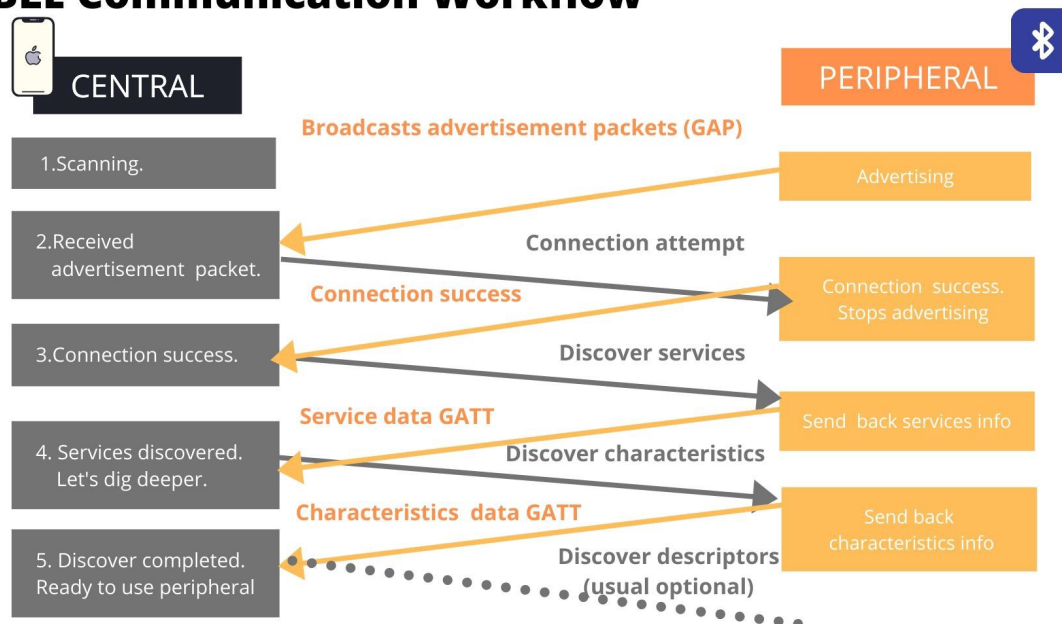 BLE Communication Workflow
CENTRAL
PERIPHERAL
Broadcasts advertisement packets (GAP)
1.Scanning.
Advertising
2.Received
advertisement packet.
Connection attempt
Connection success
Connection success.
Stops advertising
3.Connection success.
Discover services
Service data GATT
Send back services info
4. Services discovered.
Let's dig deeper.
Discover characteristics
Characteristics data GATT
Send back
characteristics info
5. Discover completed.
Ready to use peripheral
Discover descriptors
(usual optional)